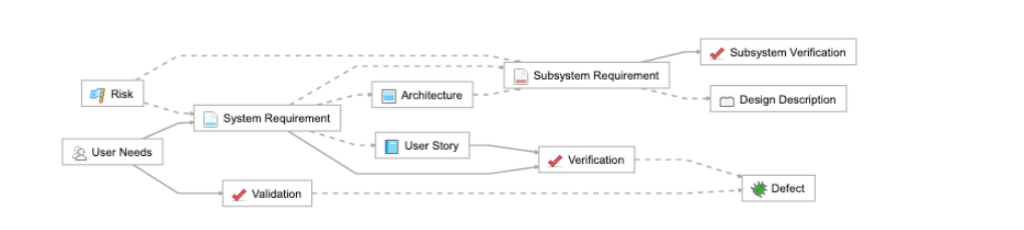 Subsystem Verification
Subsystem Requirement
Risk
Architecture
Design Description
System Requirement
User Story
User Needs
Verification
Validation
Defect